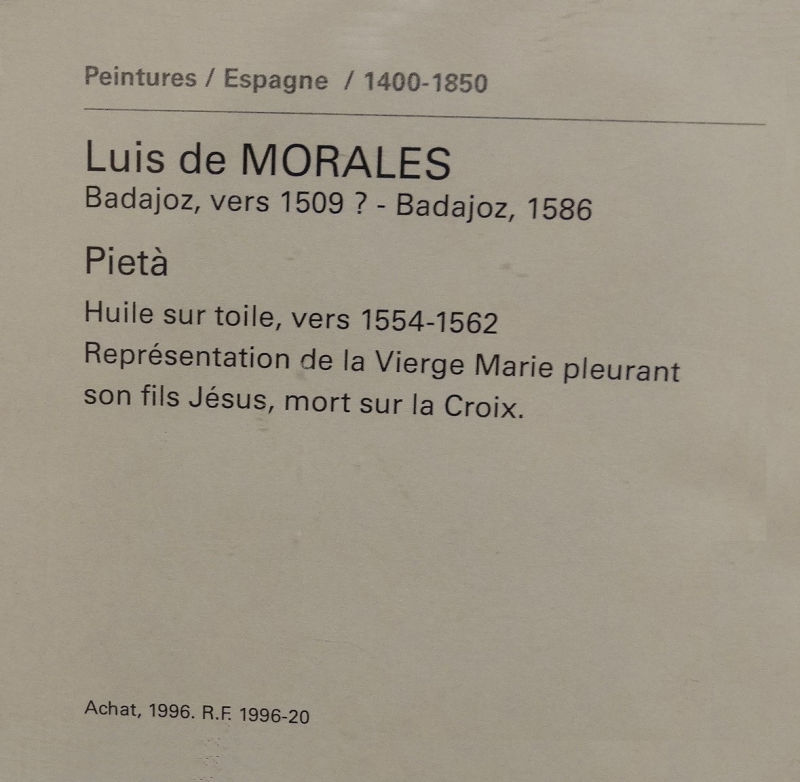 Peintures / Espagne / 1400-1850
Luis de MORALES
Badajoz, vers 1509 ? - Badajoz, 1586
Pietà
Huile sur toile, vers 1554-1562
Représentation de la Vierge Marie pleurant
son fils Jésus, mort sur la Croix.
Achat, 1996. R.F. 1996-20